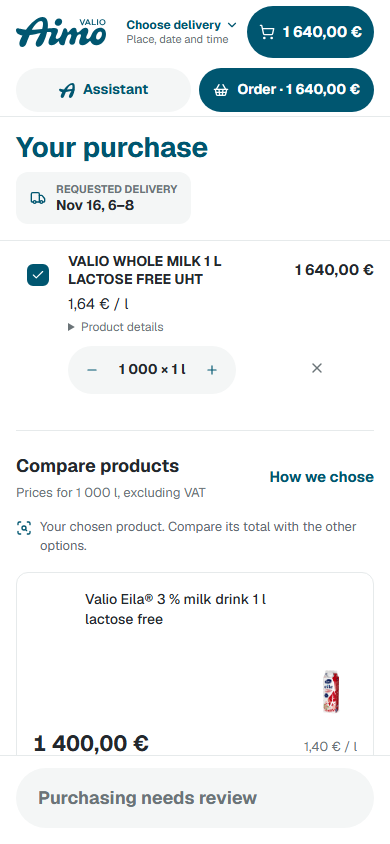 VALIO
Aimo
Choose delivery
Place, date and time
1 640,00 €
Assistant
Order · 1 640,00 €
Your purchase
REQUESTED DELIVERY
Nov 16, 6–8
VALIO WHOLE MILK 1 L
LACTOSE FREE UHT
1 640,00 €
1,64 € / l
Product details
− 1 000 × 1 l +
Compare products
How we chose
Prices for 1 000 l, excluding VAT
Your chosen product. Compare its total with the other
options.
Valio Eila® 3 % milk drink 1 l
lactose free
1 400,00 €
1,40 € / l
Purchasing needs review